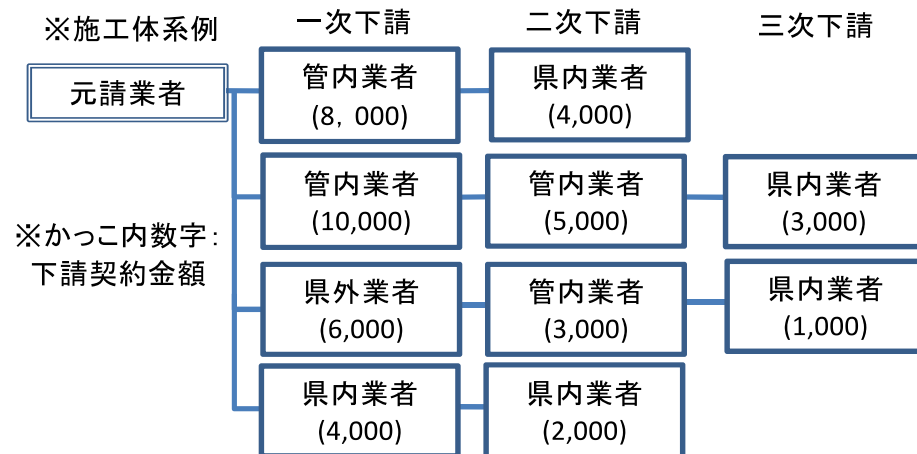 ※施工体系例
一次下請
二次下請
三次下請
元請業者
管内業者
(8，000)
県内業者
(4,000)
管内業者
(10,000)
管内業者
(5,000)
県内業者
(3,000)
※かっこ内数字：
下請契約金額
県外業者
(6,000)
管内業者
(3,000)
県内業者
(1,000)
県内業者
(4,000)
県内業者
(2,000)